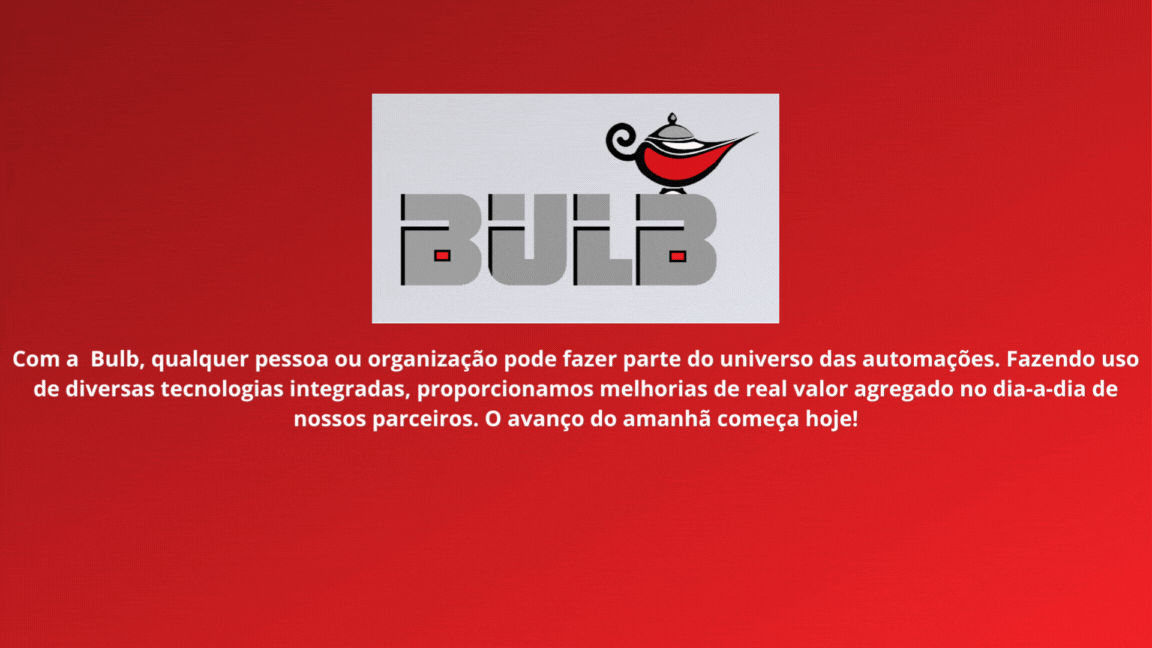 BULB
Com a  Bulb, qualquer pessoa ou organização pode fazer parte do universo das automações. Fazendo uso
de diversas tecnologias integradas, proporcionamos melhorias de real valor agregado no dia-a-dia de
nossos parceiros. O avanço do amanhã começa hoje!